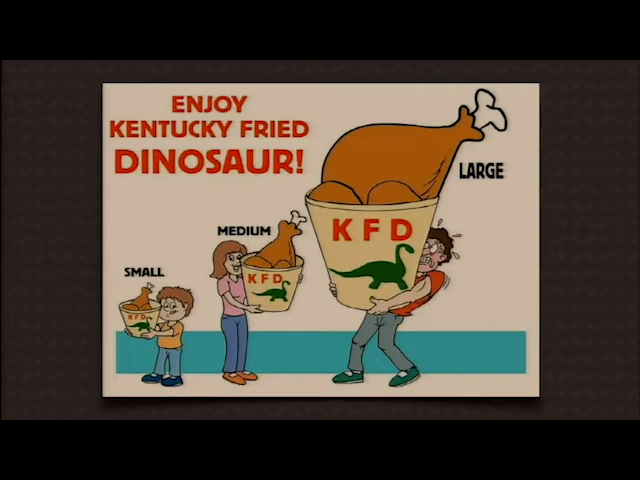 ENJOY
KENTUCKY FRIED
DINOSAUR!
LARGE
KFD
MEDIUM
KFD
SMALL
KFD